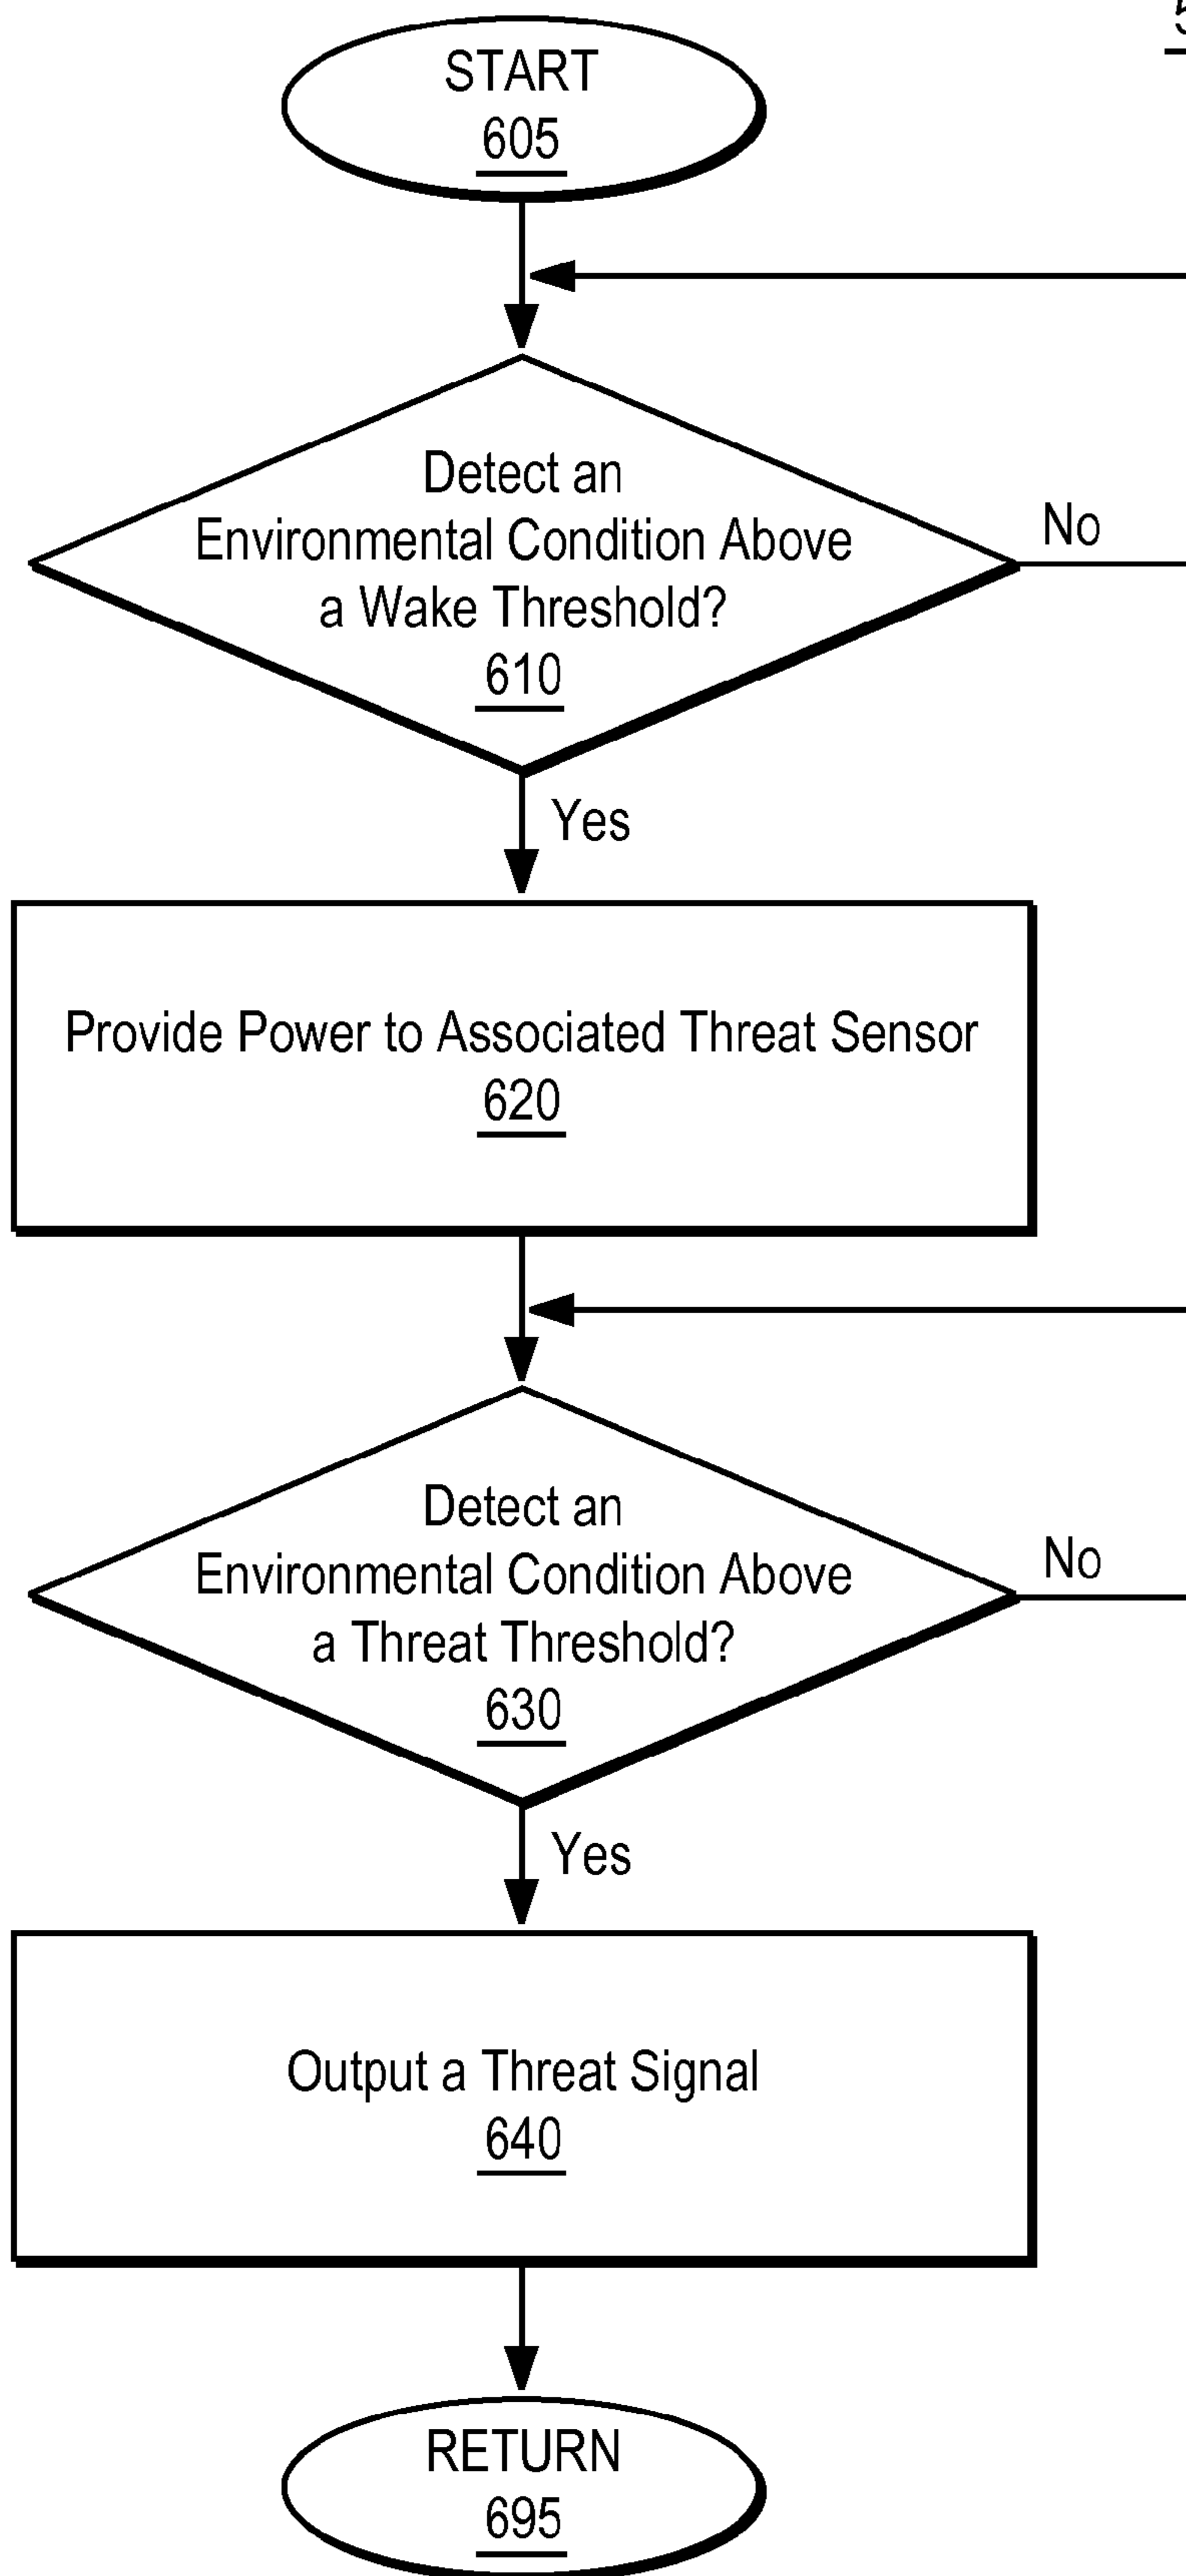 START
605
Detect an
Environmental Condition Above
a Wake Threshold?
610
No
Yes
Provide Power to Associated Threat Sensor
620
Detect an
Environmental Condition Above
a Threat Threshold?
630
No
Yes
Output a Threat Signal
640
RETURN
695